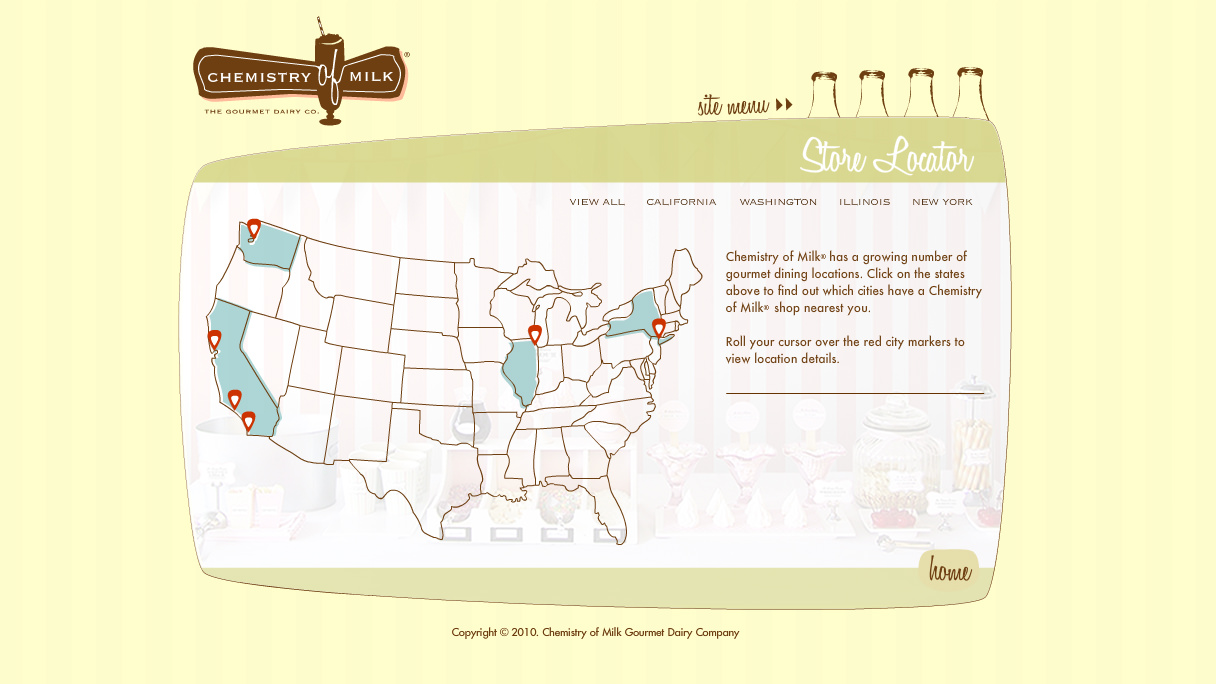 CHEMISTRY of MILK®
THE GOURMET DAIRY CO.
site menu
Store Locator
VIEW ALL CALIFORNIA WASHINGTON ILLINOIS NEW YORK
Chemistry of Milk® has a growing number of
gourmet dining locations. Click on the states
above to find out which cities have a Chemistry
of Milk® shop nearest you.
Roll your cursor over the red city markers to
view location details.
home
Copyright © 2010. Chemistry of Milk Gourmet Dairy Company